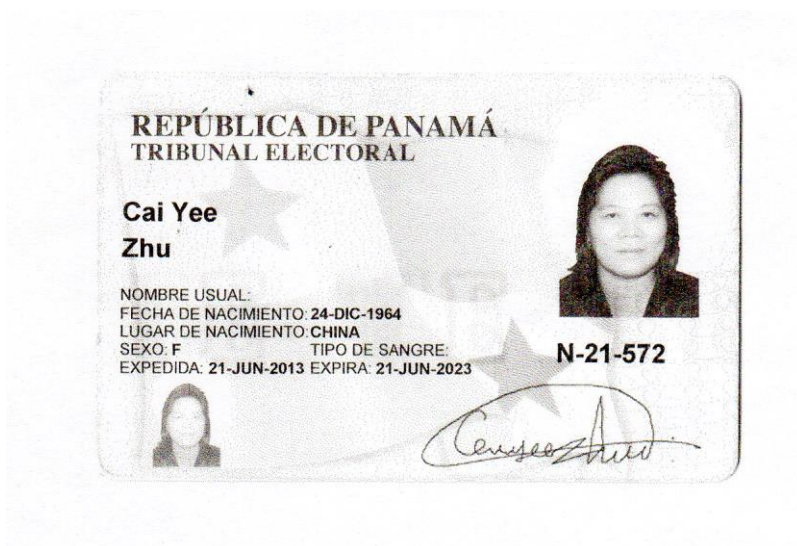 REPÚBLICA DE PANAMÁ
TRIBUNAL ELECTORAL
Cai Yee
Zhu
NOMBRE USUAL:
FECHA DE NACIMIENTO: 24-DIC-1964
LUGAR DE NACIMIENTO: CHINA
SEXO: F TIPO DE SANGRE:
EXPEDIDA: 21-JUN-2013 EXPIRA: 21-JUN-2023
N-21-572